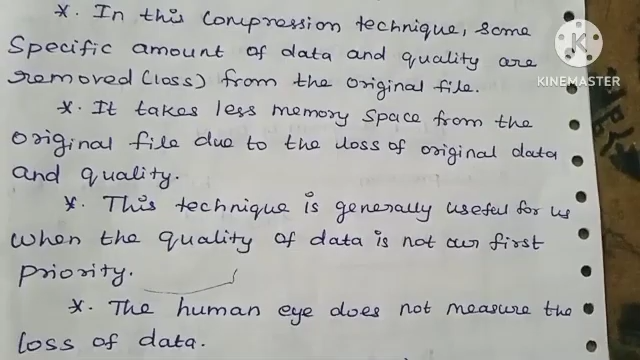 *. In this Compression technique, some
Specific amount of data and quality are
removed (loss) from the original file.
*. It takes less memory space from the
original file due to the loss of original data
and quality.
*. This technique is generally useful for us
when the quality of data is not our first
priority.
*. The human eye does not measure the
loss of data.
KINEMASTER